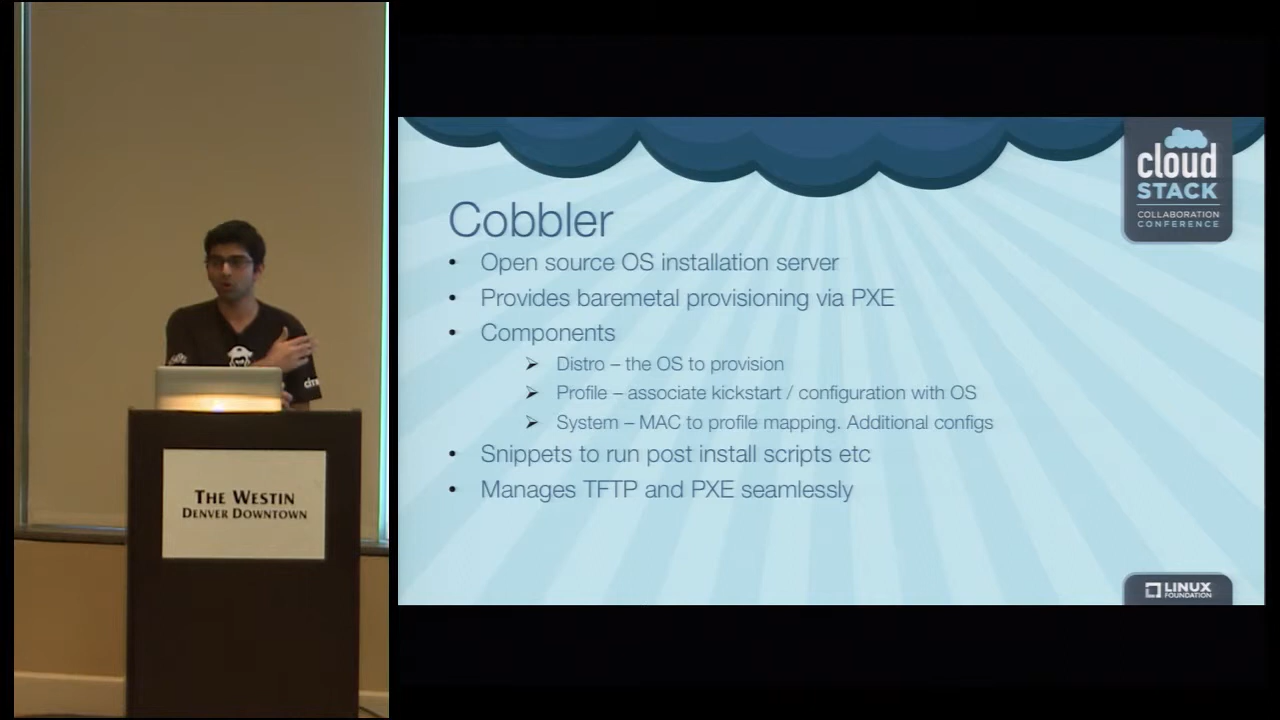 cloud
STACK
COLLABORATION
CONFERENCE
Cobbler
• Open source OS installation server
• Provides baremetal provisioning via PXE
• Components
➢ Distro – the OS to provision
➢ Profile – associate kickstart / configuration with OS
➢ System – MAC to profile mapping. Additional configs
• Snippets to run post install scripts etc
• Manages TFTP and PXE seamlessly
LINUX
FOUNDATION
THE WESTIN
DENVER DOWNTOWN